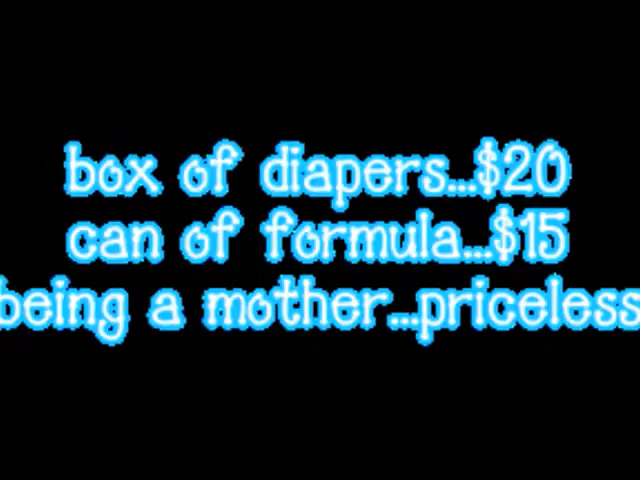 box of diapers...$20
can of formula...$15
being a mother...priceless